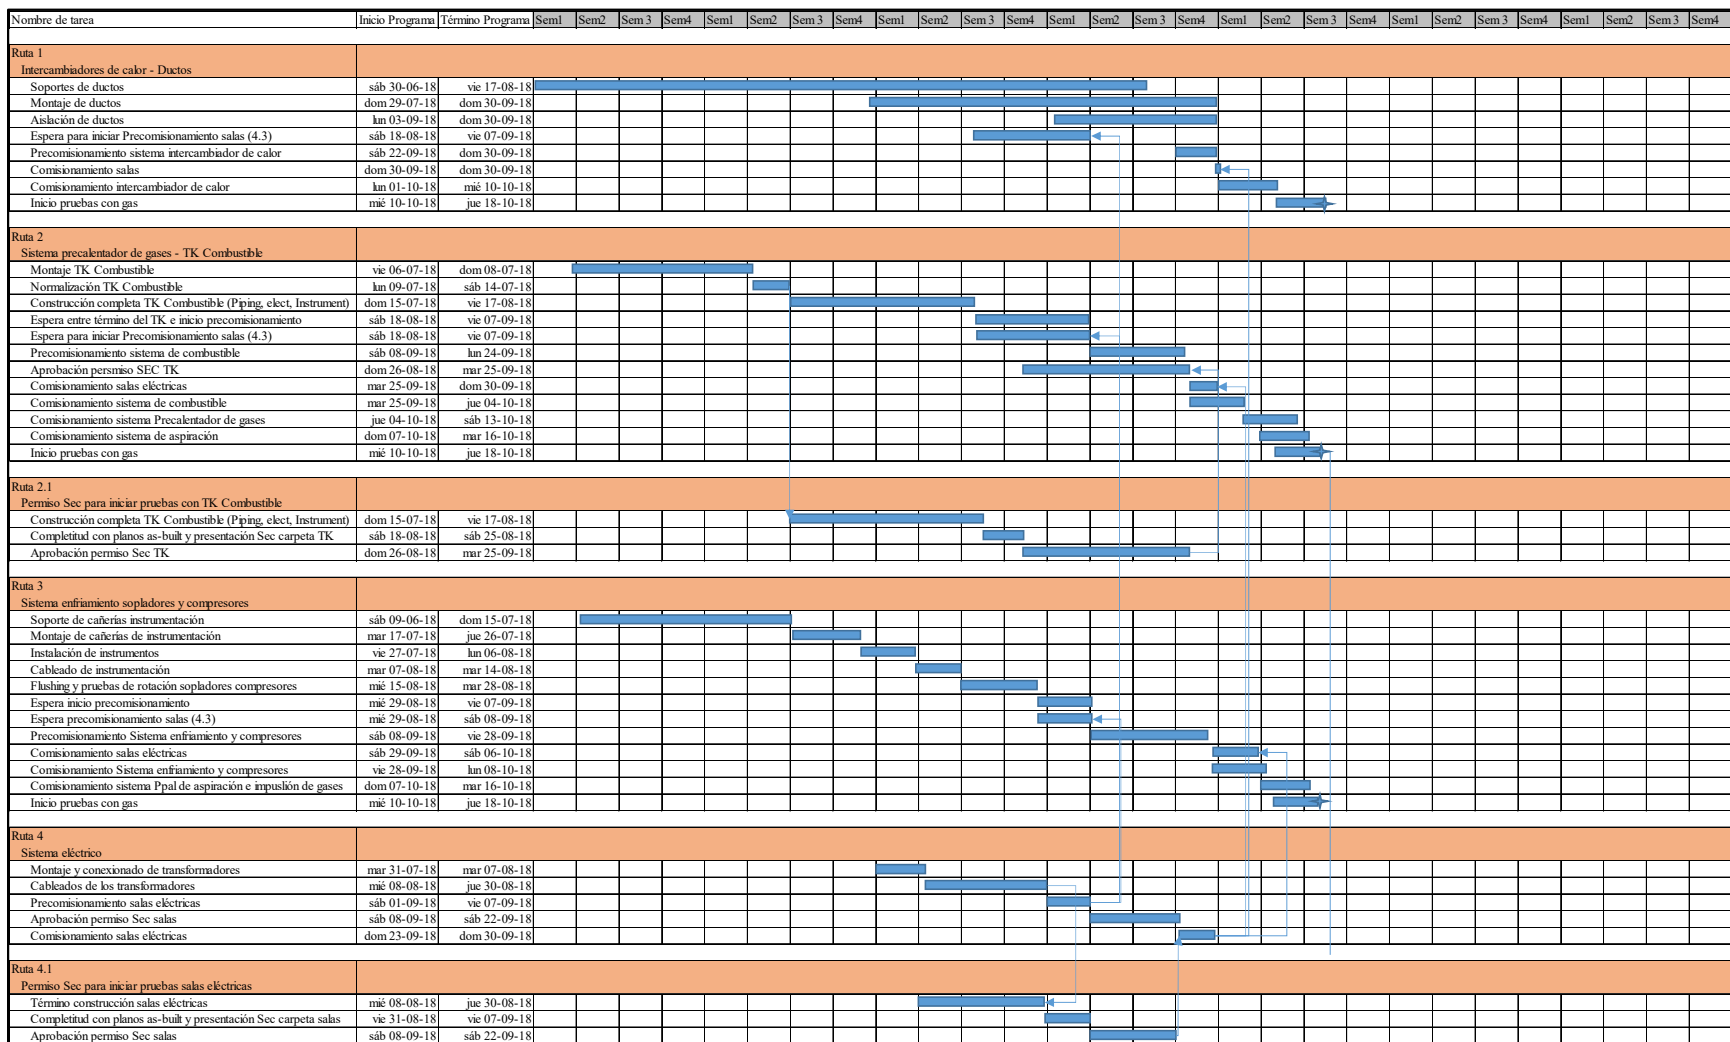 Nombre de tarea Inicio Programa Término Programa Sem1 Sem2 Sem 3 Sem4 Sem1 Sem2 Sem 3 Sem4 Sem1 Sem2 Sem 3 Sem4 Sem1 Sem2 Sem 3 Sem4 Sem1 Sem2 Sem 3 Sem4 Sem1 Sem2 Sem 3 Sem4 Sem1 Sem2 Sem 3 Sem4
Ruta 1
Intercambiadores de calor - Ductos
Soportes de ductos sáb 30-06-18 vie 17-08-18
Montaje de ductos dom 29-07-18 dom 30-09-18
Aislación de ductos lun 03-09-18 dom 30-09-18
Espera para iniciar Precomisionamiento salas (4.3) sáb 18-08-18 vie 07-09-18
Precomisionamiento sistema intercambiador de calor sáb 22-09-18 dom 30-09-18
Comisionamiento salas dom 30-09-18 dom 30-09-18
Comisionamiento intercambiador de calor lun 01-10-18 mié 10-10-18
Inicio pruebas con gas mié 10-10-18 jue 18-10-18
Ruta 2
Sistema precalentador de gases - TK Combustible
Montaje TK Combustible vie 06-07-18 dom 08-07-18
Normalización TK Combustible lun 09-07-18 sáb 14-07-18
Construcción completa TK Combustible (Piping, elect, Instrument) dom 15-07-18 vie 17-08-18
Espera entre término del TK e inicio precomisionamiento sáb 18-08-18 vie 07-09-18
Espera para iniciar Precomisionamiento salas (4.3) sáb 18-08-18 vie 07-09-18
Precomisionamiento sistema de combustible sáb 08-09-18 lun 24-09-18
Aprobación persmiso SEC TK dom 26-08-18 mar 25-09-18
Comisionamiento salas eléctricas mar 25-09-18 dom 30-09-18
Comisionamiento sistema de combustible mar 25-09-18 jue 04-10-18
Comisionamiento sistema Precalentador de gases jue 04-10-18 sáb 13-10-18
Comisionamiento sistema de aspiración dom 07-10-18 mar 16-10-18
Inicio pruebas con gas mié 10-10-18 jue 18-10-18
Ruta 2.1
Permiso Sec para iniciar pruebas con TK Combustible
Construcción completa TK Combustible (Piping, elect, Instrument) dom 15-07-18 vie 17-08-18
Completitud con planos as-built y presentación Sec carpeta TK sáb 18-08-18 sáb 25-08-18
Aprobación permiso Sec TK dom 26-08-18 mar 25-09-18
Ruta 3
Sistema enfriamiento sopladores y compresores
Soporte de cañerías instrumentación sáb 09-06-18 dom 15-07-18
Montaje de cañerías de instrumentación mar 17-07-18 jue 26-07-18
Instalación de instrumentos vie 27-07-18 lun 06-08-18
Cableado de instrumentación mar 07-08-18 mar 14-08-18
Flushing y pruebas de rotación sopladores compresores mié 15-08-18 mar 28-08-18
Espera inicio precomisionamiento mié 29-08-18 vie 07-09-18
Espera precomisionamiento salas (4.3) mié 29-08-18 sáb 08-09-18
Precomisionamiento Sistema enfriamiento y compresores sáb 08-09-18 vie 28-09-18
Comisionamiento salas eléctricas sáb 29-09-18 sáb 06-10-18
Comisionamiento Sistema enfriamiento y compresores vie 28-09-18 lun 08-10-18
Comisionamiento sistema Ppal de aspiración e impuslión de gases dom 07-10-18 mar 16-10-18
Inicio pruebas con gas mié 10-10-18 jue 18-10-18
Ruta 4
Sistema eléctrico
Montaje y conexionado de transformadores mar 31-07-18 mar 07-08-18
Cableados de los transformadores mié 08-08-18 jue 30-08-18
Precomisionamiento salas eléctricas sáb 01-09-18 vie 07-09-18
Aprobación permiso Sec salas sáb 08-09-18 sáb 22-09-18
Comisionamiento salas eléctricas dom 23-09-18 dom 30-09-18
Ruta 4.1
Permiso Sec para iniciar pruebas salas eléctricas
Término construcción salas eléctricas mié 08-08-18 jue 30-08-18
Completitud con planos as-built y presentación Sec carpeta salas vie 31-08-18 vie 07-09-18
Aprobación permiso Sec salas sáb 08-09-18 sáb 22-09-18